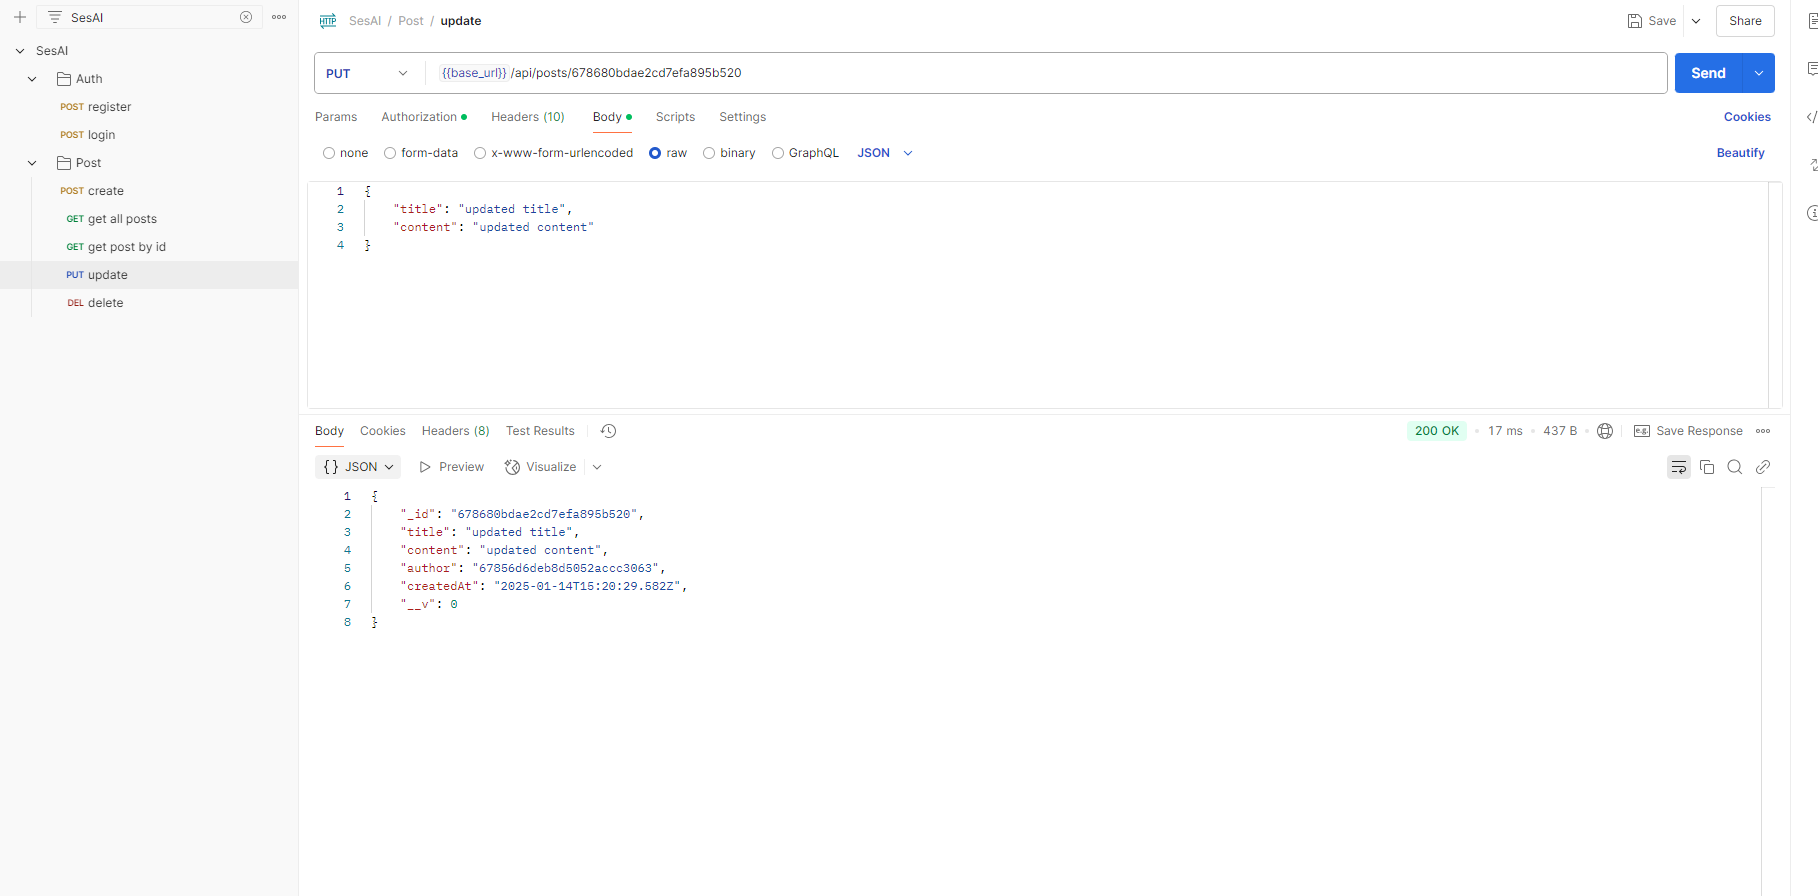 SesAI
SesAI
Auth
POST register
POST login
Post
POST create
GET get all posts
GET get post by id
PUT update
DEL delete
HTTP SesAI / Post / update
Save
Share
PUT
{{base_url}} /api/posts/678680bdae2cd7efa895b520
Send
Params Authorization Headers (10) Body Scripts Settings
Cookies
none form-data x-www-form-urlencoded raw binary GraphQL JSON
Beautify
1 {
2 "title": "updated title",
3 "content": "updated content"
4 }
Body Cookies Headers (8) Test Results
200 OK • 17 ms • 437 B • e.g. Save Response
{} JSON Preview Visualize
1 {
2 "_id": "678680bdae2cd7efa895b520",
3 "title": "updated title",
4 "content": "updated content",
5 "author": "67856d6deb8d5052accc3063",
6 "createdAt": "2025-01-14T15:20:29.582Z",
7 "__v": 0
8 }